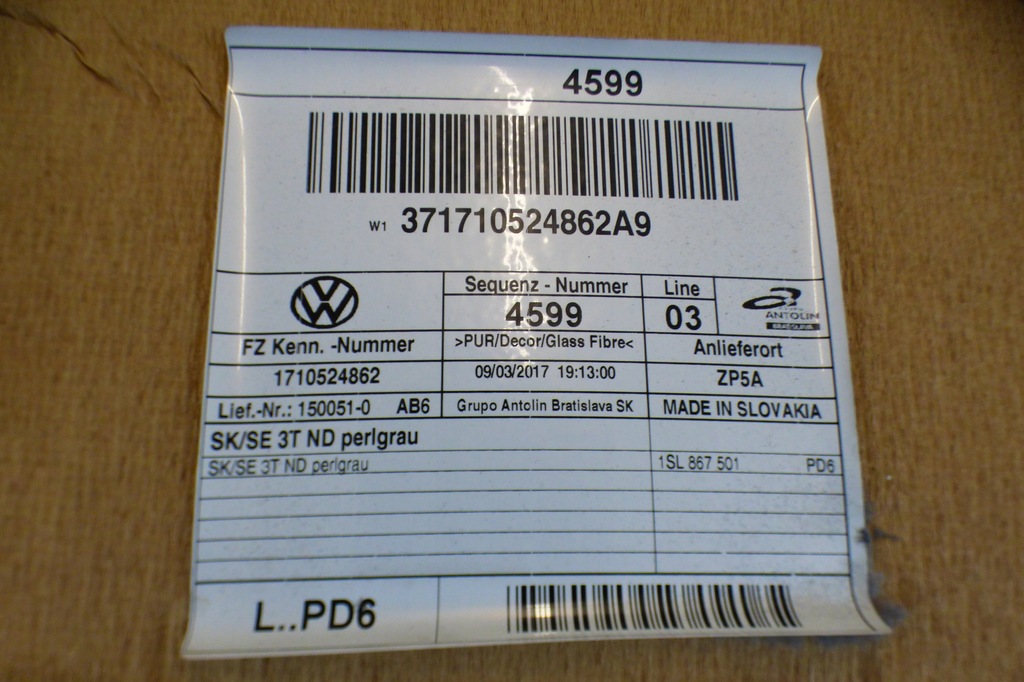 4599
W1 371710524862A9
VW
Sequenz - Nummer
4599
Line
03
ANTOLIN
BRATISLAVA
FZ Kenn. -Nummer
>PUR/Decor/Glass Fibre<
Anlieferort
1710524862
09/03/2017 19:13:00
ZP5A
Lief.-Nr.: 150051-0 AB6
Grupo Antolin Bratislava SK
MADE IN SLOVAKIA
SK/SE 3T ND perlgrau
SK/SE 3T ND perlgrau 1SL 867 501 PD6
L..PD6